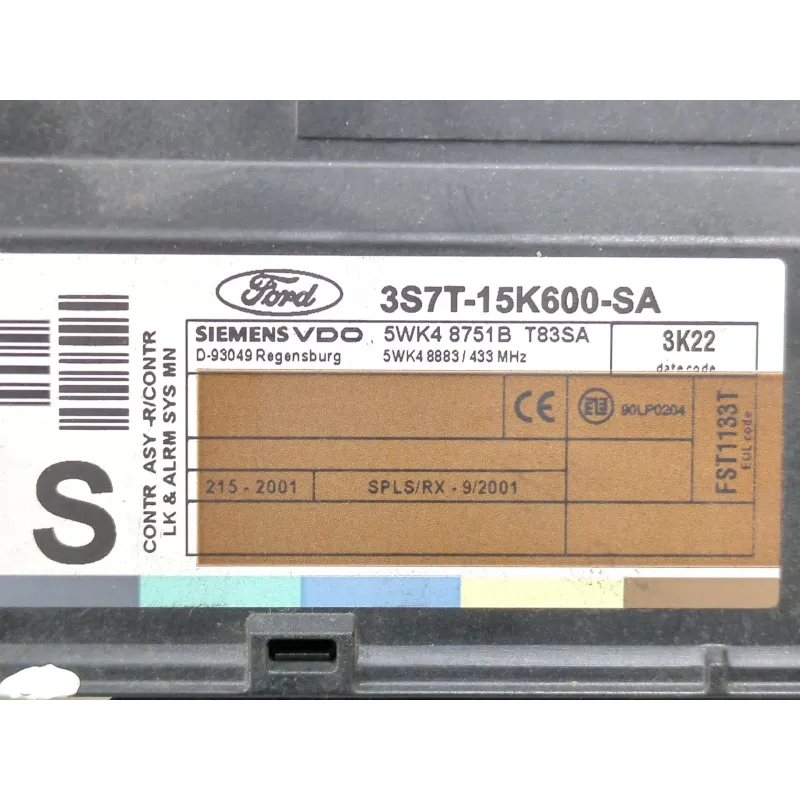 Ford
3S7T-15K600-SA
SIEMENS VDO 5WK4 8751B T83SA
D-93049 Regensburg 5WK4 8883/433 MHz
3K22
date code
CE
90LP0204
FST1133T
EUL code
215 - 2001
SPLS/RX - 9/2001
CONTR ASY -R/CONTR
LK & ALRM SYS MN
S